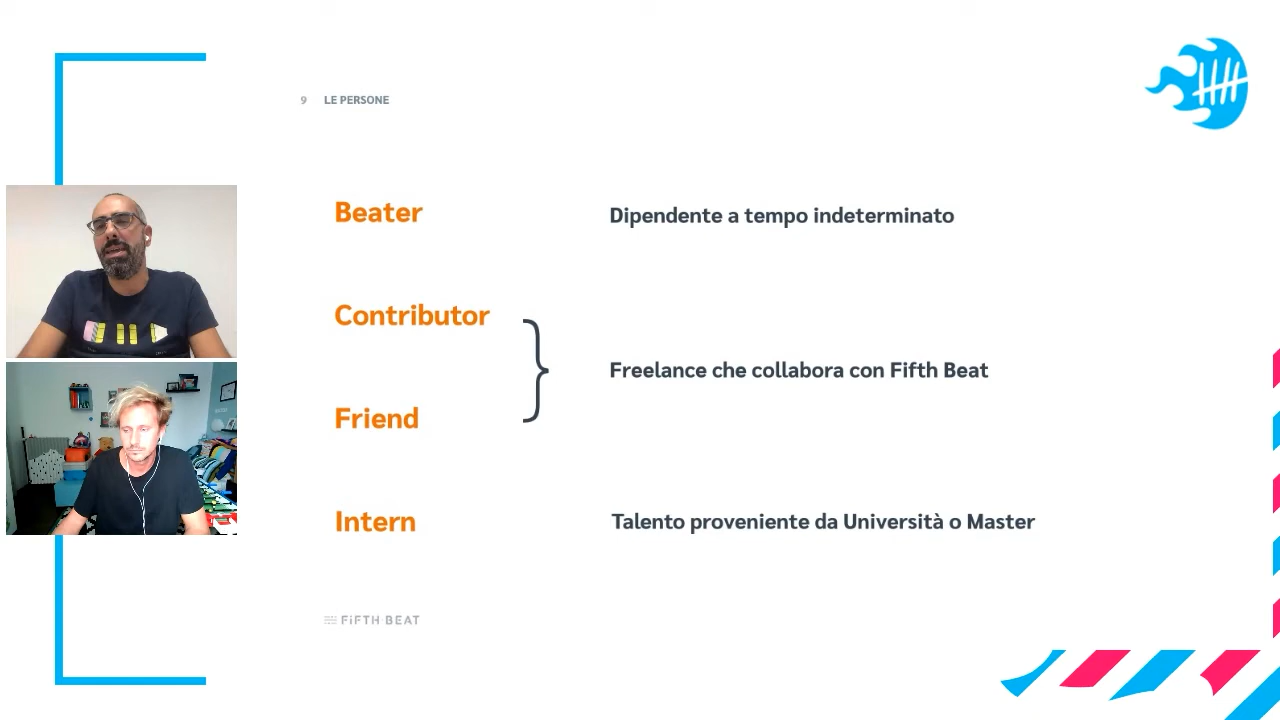 9 LE PERSONE
Beater
Dipendente a tempo indeterminato
Contributor
Freelance che collabora con Fifth Beat
Friend
Intern
Talento proveniente da Università o Master
FiFTH BEAT